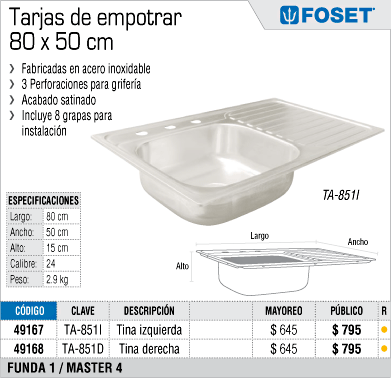 Tarjas de empotrar
80 x 50 cm
FOSET®
› Fabricadas en acero inoxidable
› 3 Perforaciones para grifería
› Acabado satinado
› Incluye 8 grapas para
instalación
TA-851I
ESPECIFICACIONES
Largo: 80 cm
Ancho: 50 cm
Alto: 15 cm
Calibre: 24
Peso: 2.9 kg
Largo
Ancho
Alto
CÓDIGO CLAVE DESCRIPCIÓN MAYOREO PÚBLICO R
49167 TA-851I Tina izquierda $ 645 $ 795
49168 TA-851D Tina derecha $ 645 $ 795
FUNDA 1 / MASTER 4